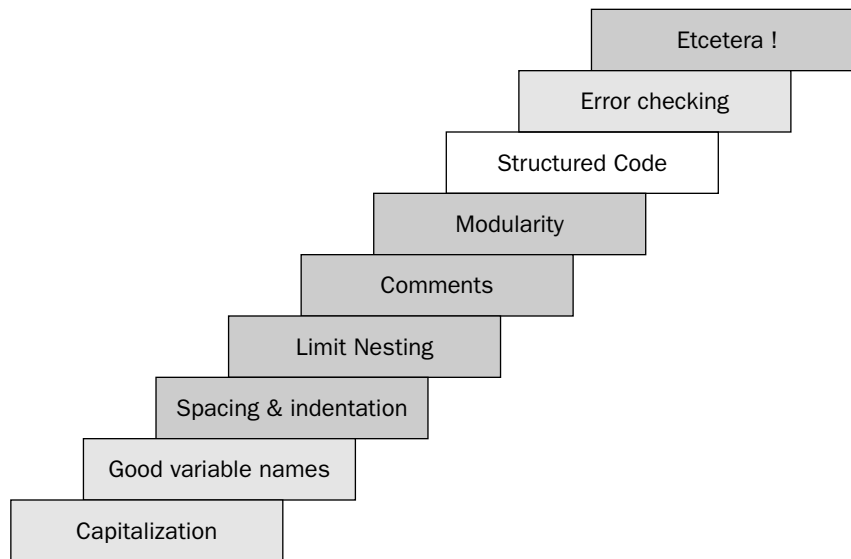 Etcetera !
Error checking
Structured Code
Modularity
Comments
Limit Nesting
Spacing & indentation
Good variable names
Capitalization